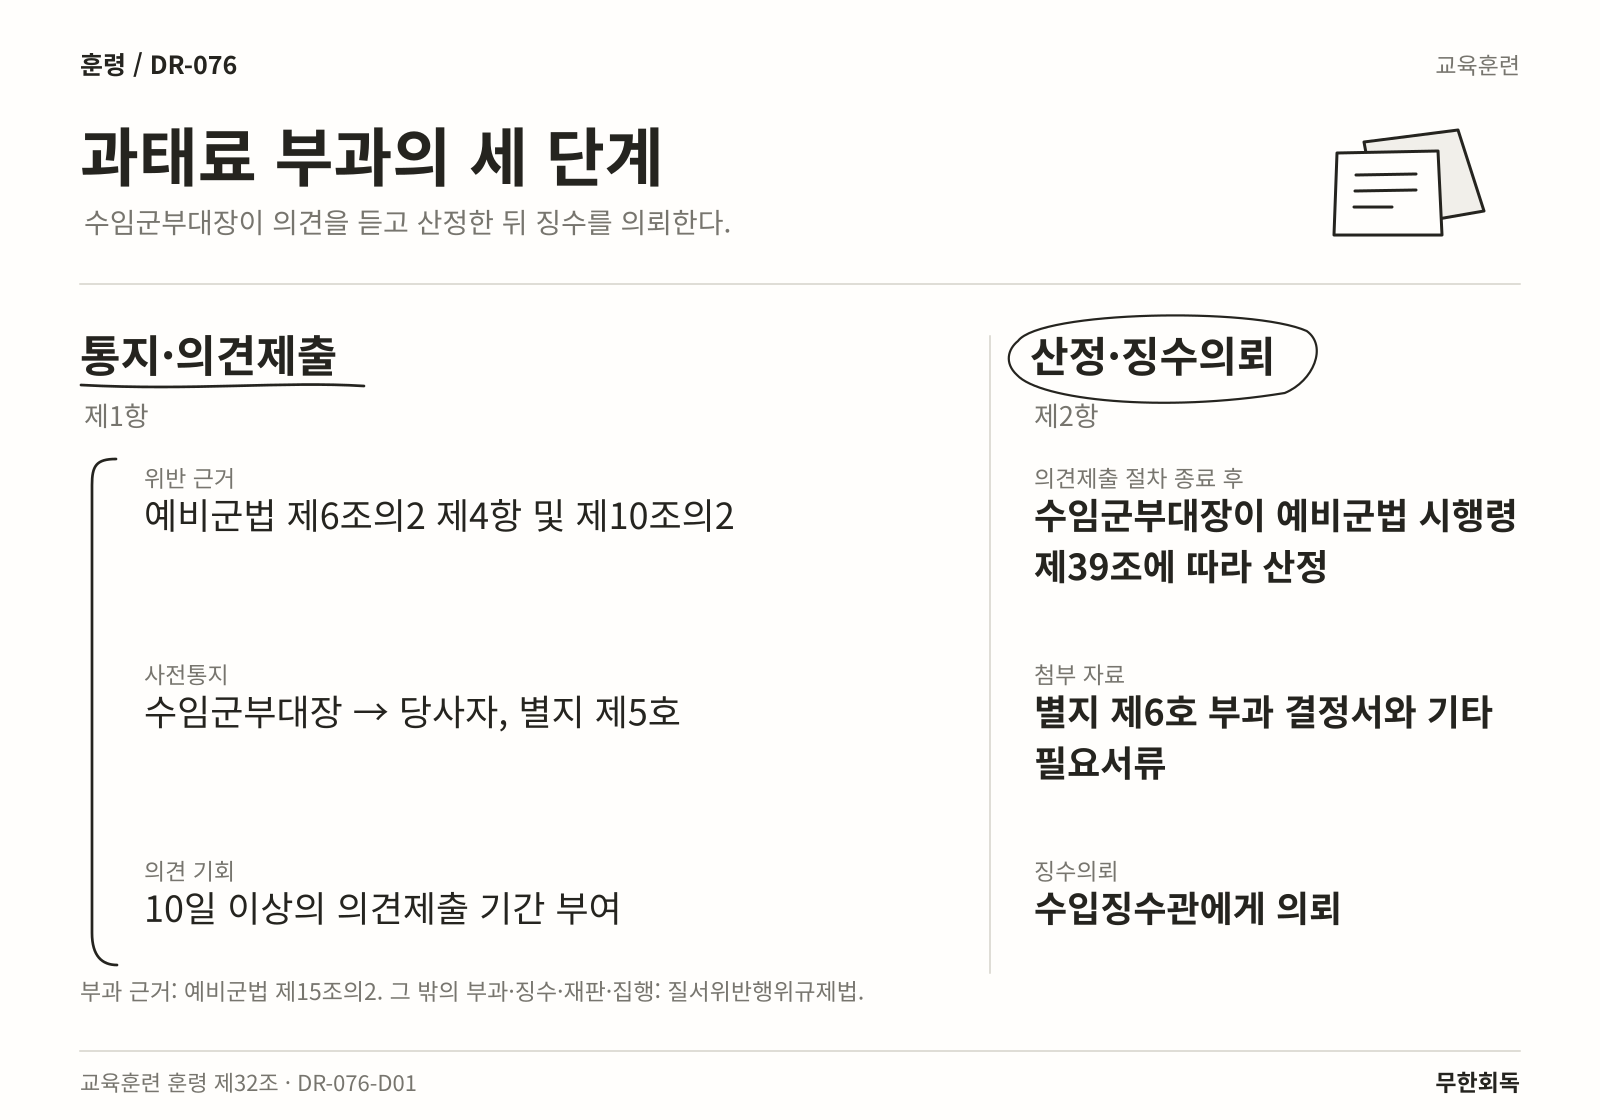 훈령 / DR-076
교육훈련
과태료 부과의 세 단계
수임군부대장이 의견을 듣고 산정한 뒤 징수를 의뢰한다.
통지·의견제출
제1항
위반 근거
예비군법 제6조의2 제4항 및 제10조의2
사전통지
수임군부대장 → 당사자, 별지 제5호
의견 기회
10일 이상의 의견제출 기간 부여
산정·징수의뢰
제2항
의견제출 절차 종료 후
수임군부대장이 예비군법 시행령
제39조에 따라 산정
첨부 자료
별지 제6호 부과 결정서와 기타
필요서류
징수의뢰
수입징수관에게 의뢰
부과 근거: 예비군법 제15조의2. 그 밖의 부과·징수·재판·집행: 질서위반행위규제법.
교육훈련 훈령 제32조 · DR-076-D01
무한회독